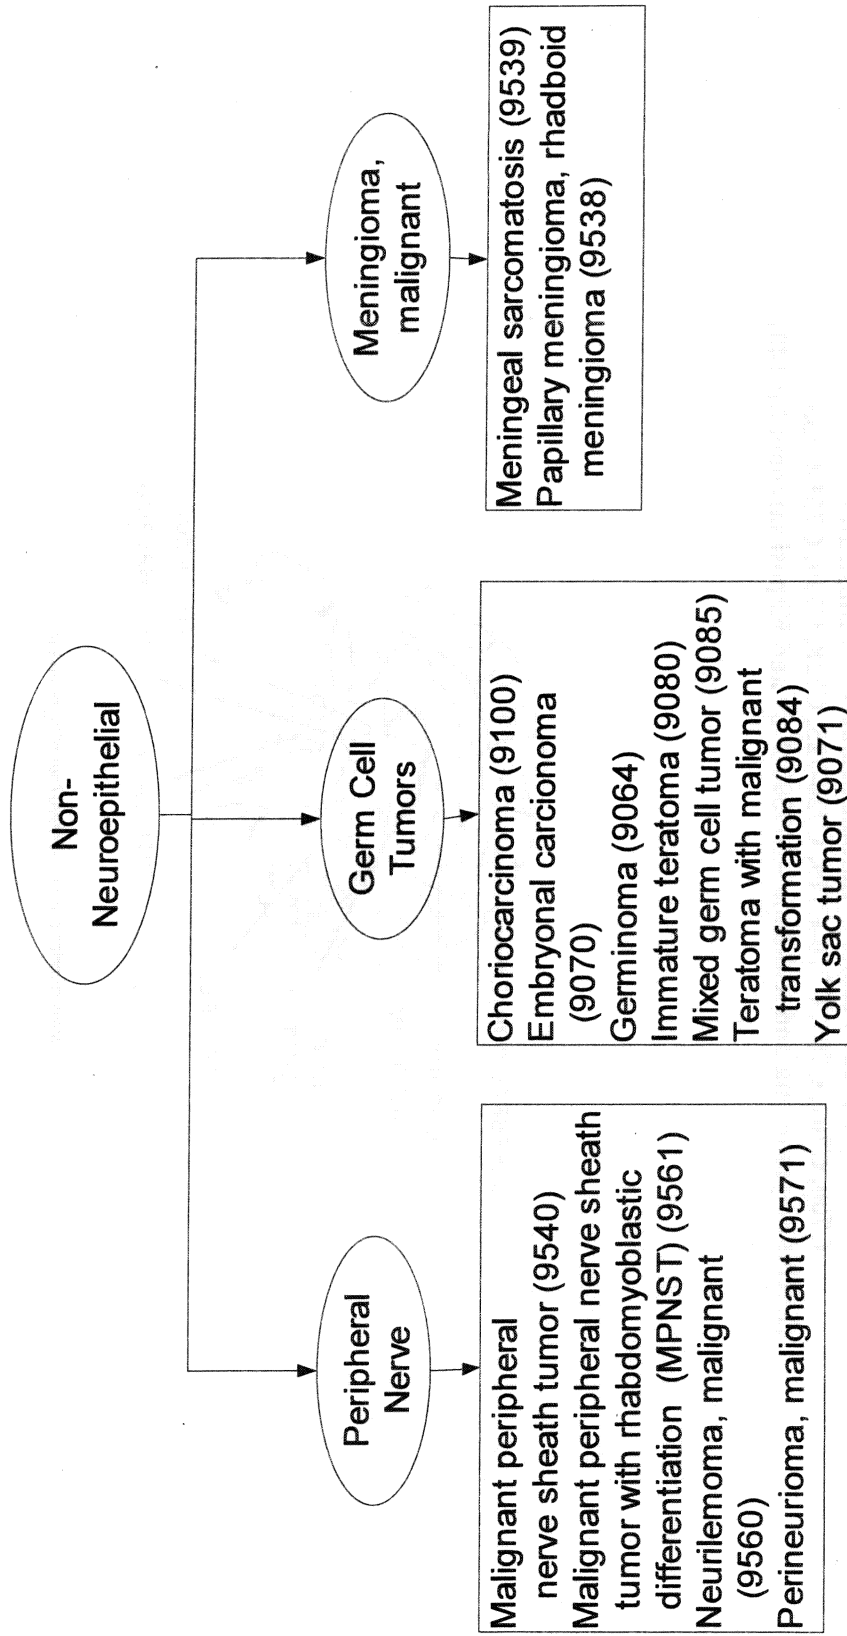 Non-
Neuroepithelial
Peripheral
Nerve
Germ Cell
Tumors
Meningioma,
malignant
Malignant peripheral
nerve sheath tumor (9540)
Malignant peripheral nerve sheath
tumor with rhabdomyoblastic
differentiation (MPNST) (9561)
Neurilemoma, malignant
(9560)
Perineurioma, malignant (9571)
Choriocarcinoma (9100)
Embryonal carcionoma
(9070)
Germinoma (9064)
Immature teratoma (9080)
Mixed germ cell tumor (9085)
Teratoma with malignant
transformation (9084)
Yolk sac tumor (9071)
Meningeal sarcomatosis (9539)
Papillary meningioma, rhadboid
meningioma (9538)